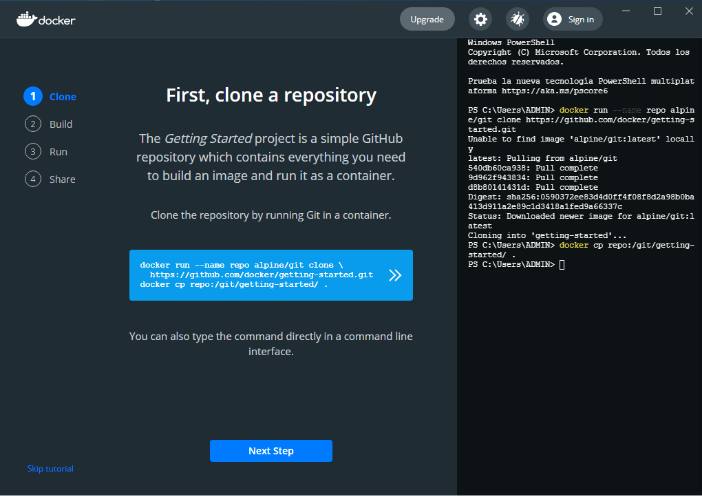 docker
Upgrade
Sign in
1 Clone
2 Build
3 Run
4 Share
Skip tutorial
First, clone a repository
The Getting Started project is a simple GitHub
repository which contains everything you need
to build an image and run it as a container.
Clone the repository by running Git in a container.
docker run --name repo alpine/git clone \
https://github.com/docker/getting-started.git
docker cp repo:/git/getting-started/ .
You can also type the command directly in a command line
interface.
Next Step
Windows PowerShell
Copyright (C) Microsoft Corporation. Todos los
derechos reservados.
Prueba la nueva tecnología PowerShell multiplat
aforma https://aka.ms/pscore6
PS C:\Users\ADMIN> docker run --name repo alpin
e/git clone https://github.com/docker/getting-s
tarted.git
Unable to find image 'alpine/git:latest' locall
y
latest: Pulling from alpine/git
540db60ca938: Pull complete
9d962f943834: Pull complete
d8b80141431d: Pull complete
Digest: sha256:0590372ee83d4d0ff4f08f8d2a98b0ba
413d911a2e89c1d3418a1fed9a66337c
Status: Downloaded newer image for alpine/git:l
atest
Cloning into 'getting-started'...
PS C:\Users\ADMIN> docker cp repo:/git/getting-
started/ .
PS C:\Users\ADMIN>